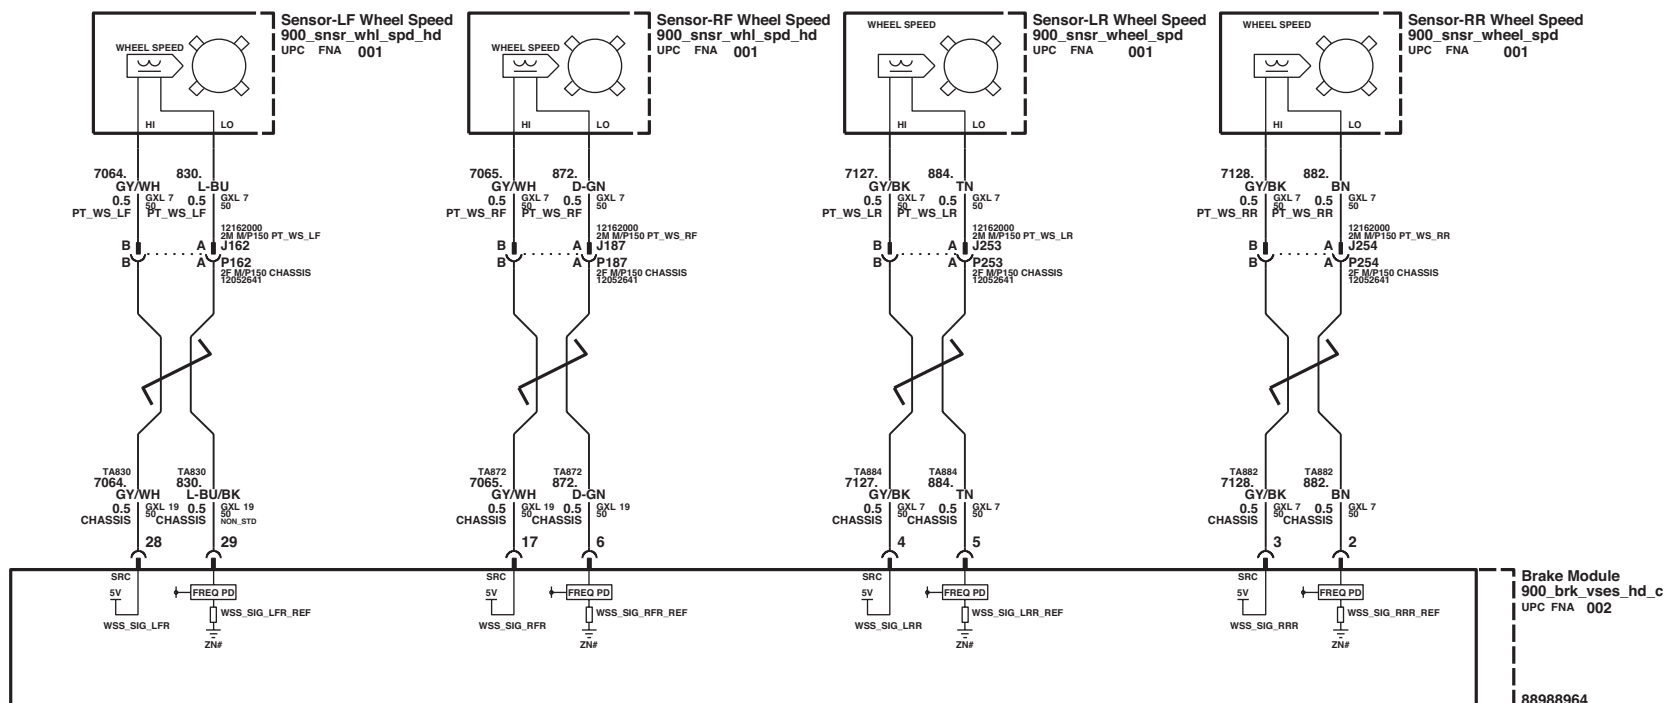 Sensor-LF Wheel Speed
900_snsr_whl_spd_hd
UPC FNA 001
WHEEL SPEED
HI LO
Sensor-RF Wheel Speed
900_snsr_whl_spd_hd
UPC FNA 001
WHEEL SPEED
HI LO
Sensor-LR Wheel Speed
900_snsr_wheel_spd
UPC FNA 001
WHEEL SPEED
HI LO
Sensor-RR Wheel Speed
900_snsr_wheel_spd
UPC FNA 001
WHEEL SPEED
HI LO
7064. 830.
GY/WH L-BU
0.5 GXL 7 0.5 GXL 7
50 50
PT_WS_LF PT_WS_LF
12162000
2M M/P150 PT_WS_LF
B A J162
B A P162
2F M/P150 CHASSIS
12052641
7065. 872.
GY/WH D-GN
0.5 GXL 7 0.5 GXL 7
50 50
PT_WS_RF PT_WS_RF
12162000
2M M/P150 PT_WS_RF
B A J187
B A P187
2F M/P150 CHASSIS
12052641
7127. 884.
GY/BK TN
0.5 GXL 7 0.5 GXL 7
50 50
PT_WS_LR PT_WS_LR
12162000
2M M/P150 PT_WS_LR
B A J253
B A P253
2F M/P150 CHASSIS
12052641
7128. 882.
GY/BK BN
0.5 GXL 7 0.5 GXL 7
50 50
PT_WS_RR PT_WS_RR
12162000
2M M/P150 PT_WS_RR
B A J254
B A P254
2F M/P150 CHASSIS
12052641
TA830 TA830
7064. 830.
GY/WH L-BU/BK
0.5 GXL 19 0.5 GXL 19
50 50
CHASSIS CHASSIS NON_STD
28 29
TA872 TA872
7065. 872.
GY/WH D-GN
0.5 GXL 19 0.5 GXL 19
50 50
CHASSIS CHASSIS
17 6
TA884 TA884
7127. 884.
GY/BK TN
0.5 GXL 7 0.5 GXL 7
50 50
CHASSIS CHASSIS
4 5
TA882 TA882
7128. 882.
GY/BK BN
0.5 GXL 7 0.5 GXL 7
50 50
CHASSIS CHASSIS
3 2
SRC
5V FREQ PD
WSS_SIG_LFR_REF
WSS_SIG_LFR
ZN#
SRC
5V FREQ PD
WSS_SIG_RFR_REF
WSS_SIG_RFR
ZN#
SRC
5V FREQ PD
WSS_SIG_LRR_REF
WSS_SIG_LRR
ZN#
SRC
5V FREQ PD
WSS_SIG_RRR_REF
WSS_SIG_RRR
ZN#
Brake Module
900_brk_vses_hd_c
UPC FNA 002
88988964